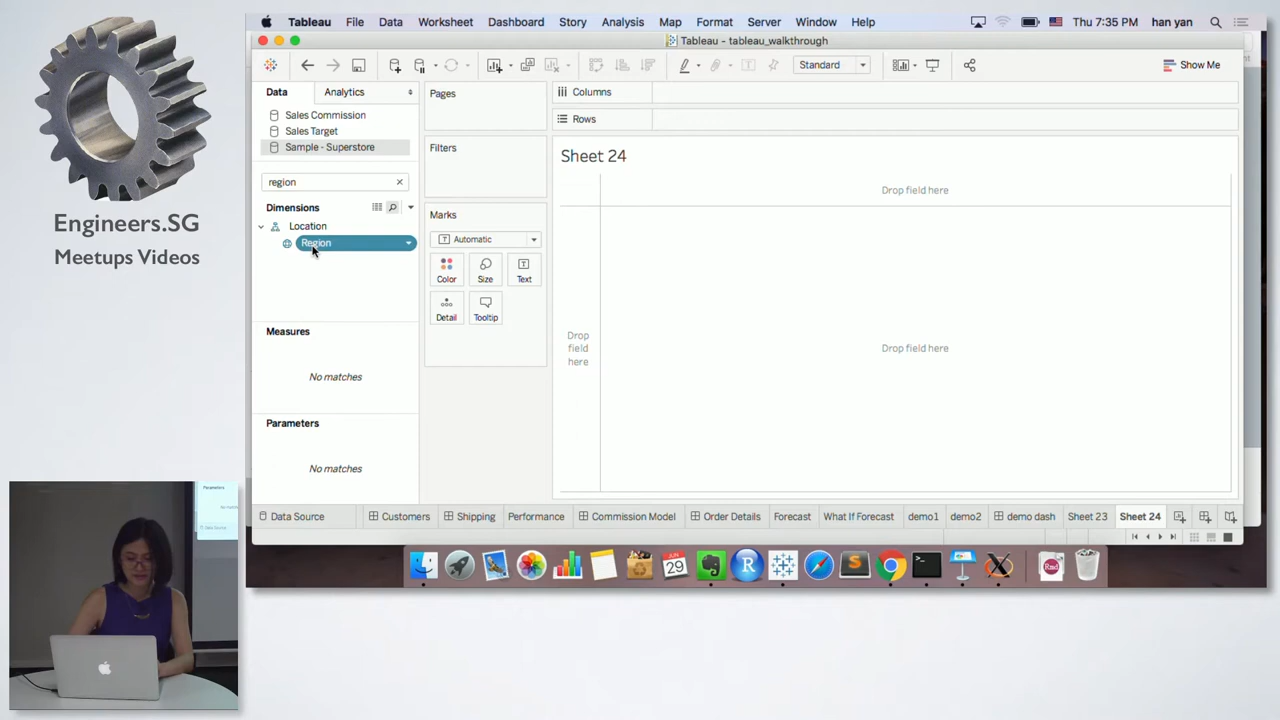 Engineers.SG
Meetups Videos
Tableau File Data Worksheet Dashboard Story Analysis Map Format Server Window Help
Thu 7:35 PM han yan
Tableau - tableau_walkthrough
Standard
Show Me
Data
Analytics
Sales Commission
Sales Target
Sample - Superstore
region
Dimensions
Location
Region
Measures
No matches
Parameters
No matches
Pages
Filters
Marks
Automatic
Color
Size
Text
Detail
Tooltip
Columns
Rows
Sheet 24
Drop field here
Drop
field
here
Drop field here
Data Source
Customers
Shipping
Performance
Commission Model
Order Details
Forecast
What If Forecast
demo1
demo2
demo dash
Sheet 23
Sheet 24
JUN
29
R
S
Rmd
Parameters